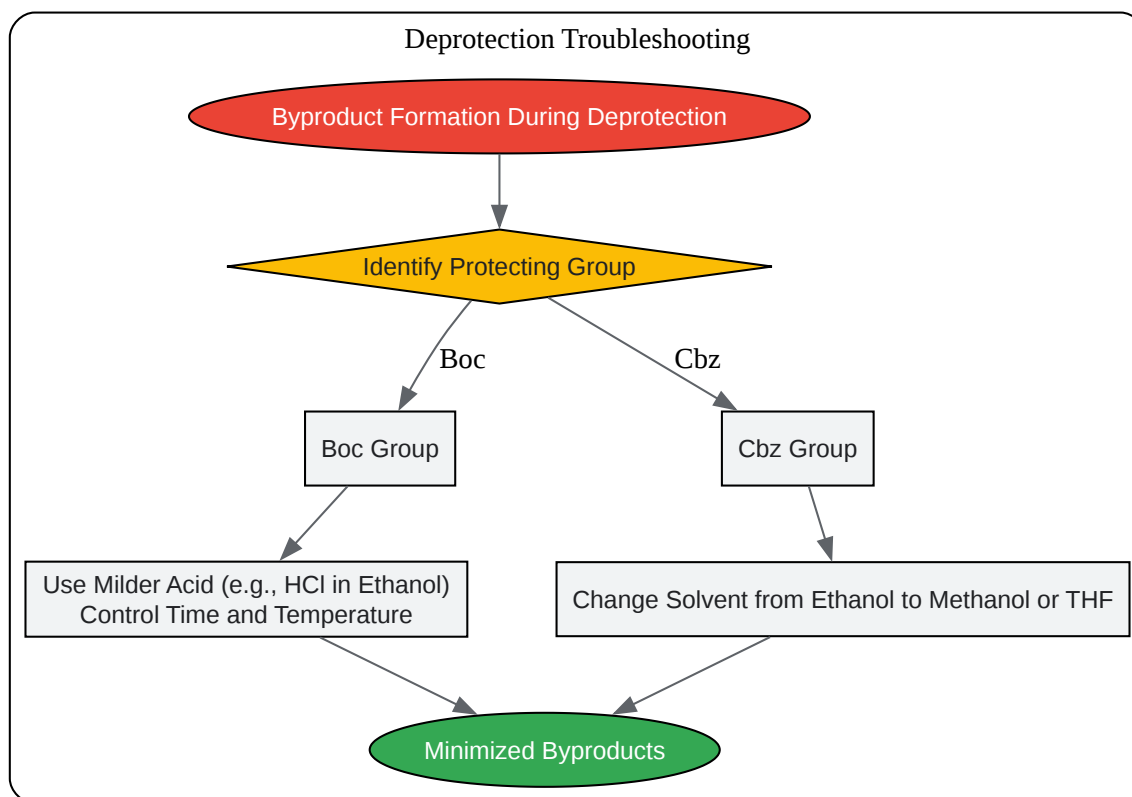 Deprotection Troubleshooting
Byproduct Formation During Deprotection
Identify Protecting Group
Boc
Cbz
Boc Group
Cbz Group
Use Milder Acid (e.g., HCl in Ethanol)
Control Time and Temperature
Change Solvent from Ethanol to Methanol or THF
Minimized Byproducts